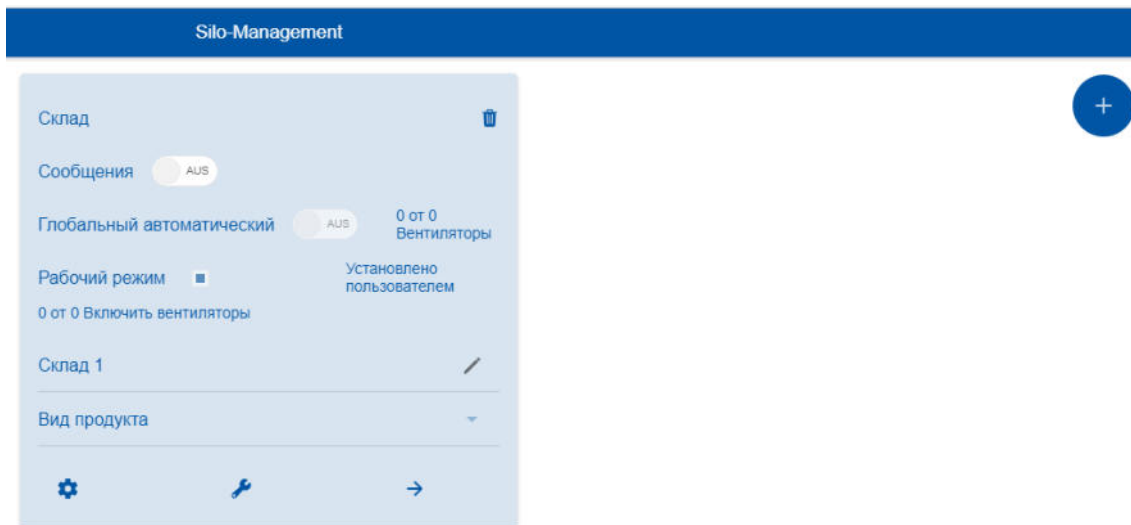 Silo-Management
Склад
Сообщения AUS
Глобальный автоматический AUS 0 от 0
Вентиляторы
Рабочий режим Установлено
пользователем
0 от 0 Включить вентиляторы
Склад 1
Вид продукта